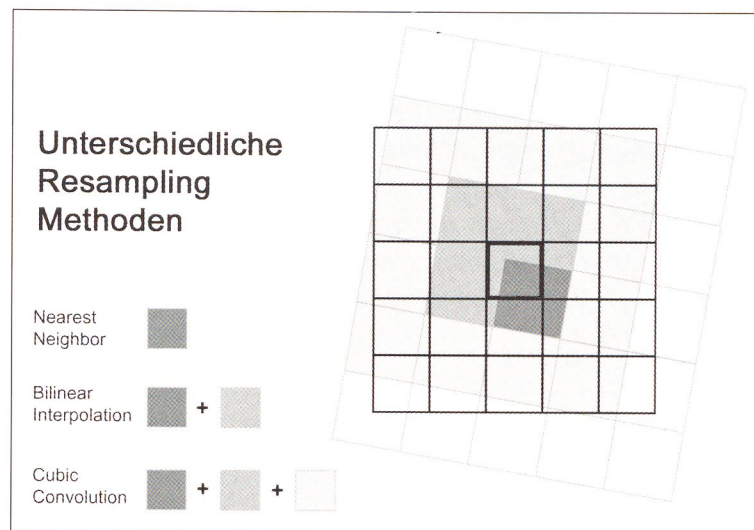 Unterschiedliche
Resampling
Methoden
Nearest
Neighbor
Bilinear
Interpolation
+
Cubic
Convolution
+
+